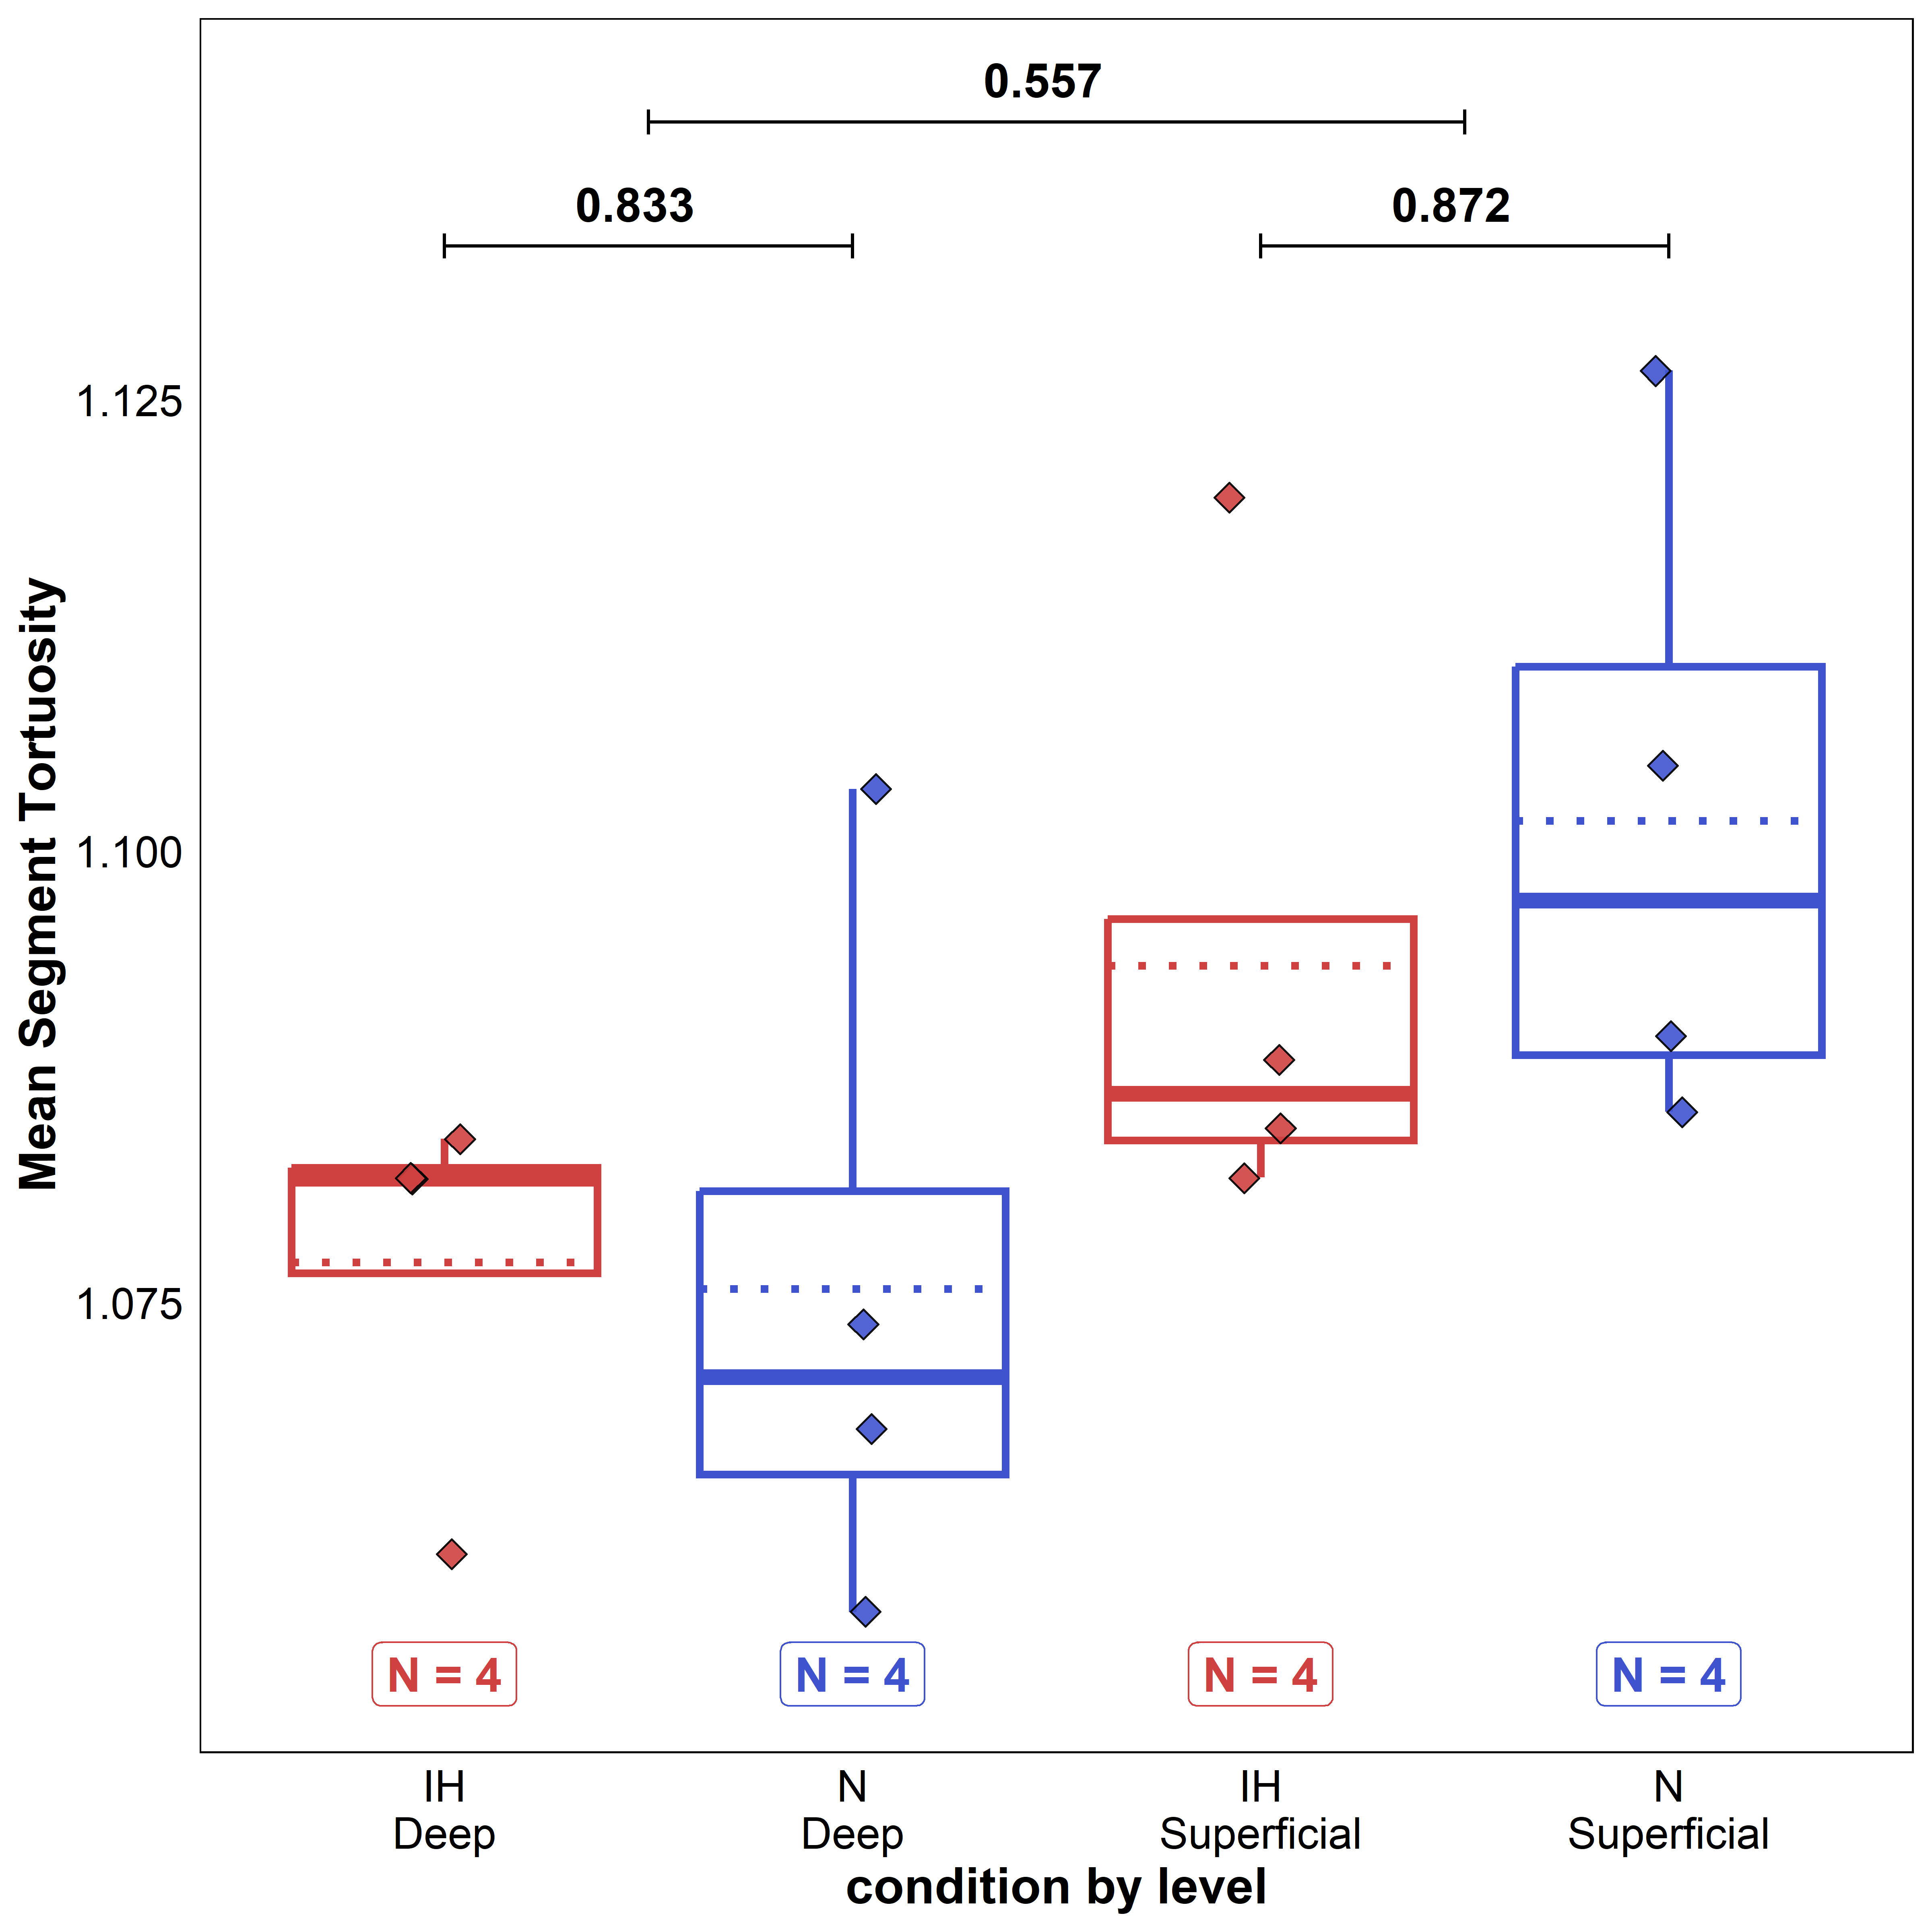 0.557
0.833
0.872
Mean Segment Tortuosity
1.125
1.100
1.075
N = 4
N = 4
N = 4
N = 4
IH
Deep
N
Deep
IH
Superficial
N
Superficial
condition by level